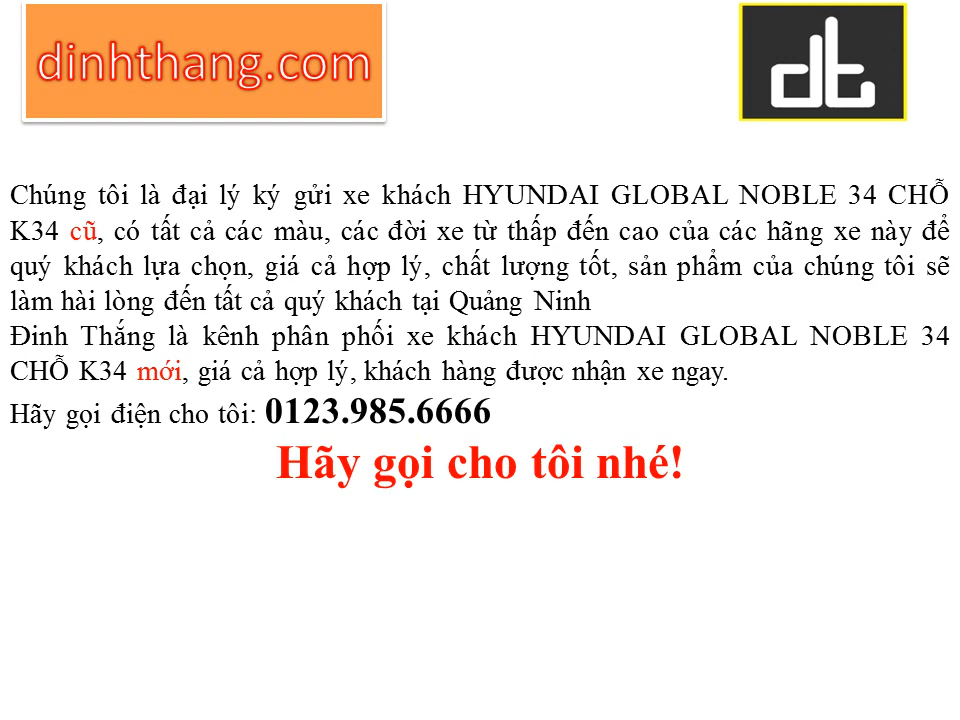 dinhthang.com
dt
Chúng tôi là đại lý ký gửi xe khách HYUNDAI GLOBAL NOBLE 34 CHỖ
K34 cũ, có tất cả các màu, các đời xe từ thấp đến cao của các hãng xe này để
quý khách lựa chọn, giá cả hợp lý, chất lượng tốt, sản phẩm của chúng tôi sẽ
làm hài lòng đến tất cả quý khách tại Quảng Ninh
Đinh Thắng là kênh phân phối xe khách HYUNDAI GLOBAL NOBLE 34
CHỖ K34 mới, giá cả hợp lý, khách hàng được nhận xe ngay.
Hãy gọi điện cho tôi: 0123.985.6666
Hãy gọi cho tôi nhé!